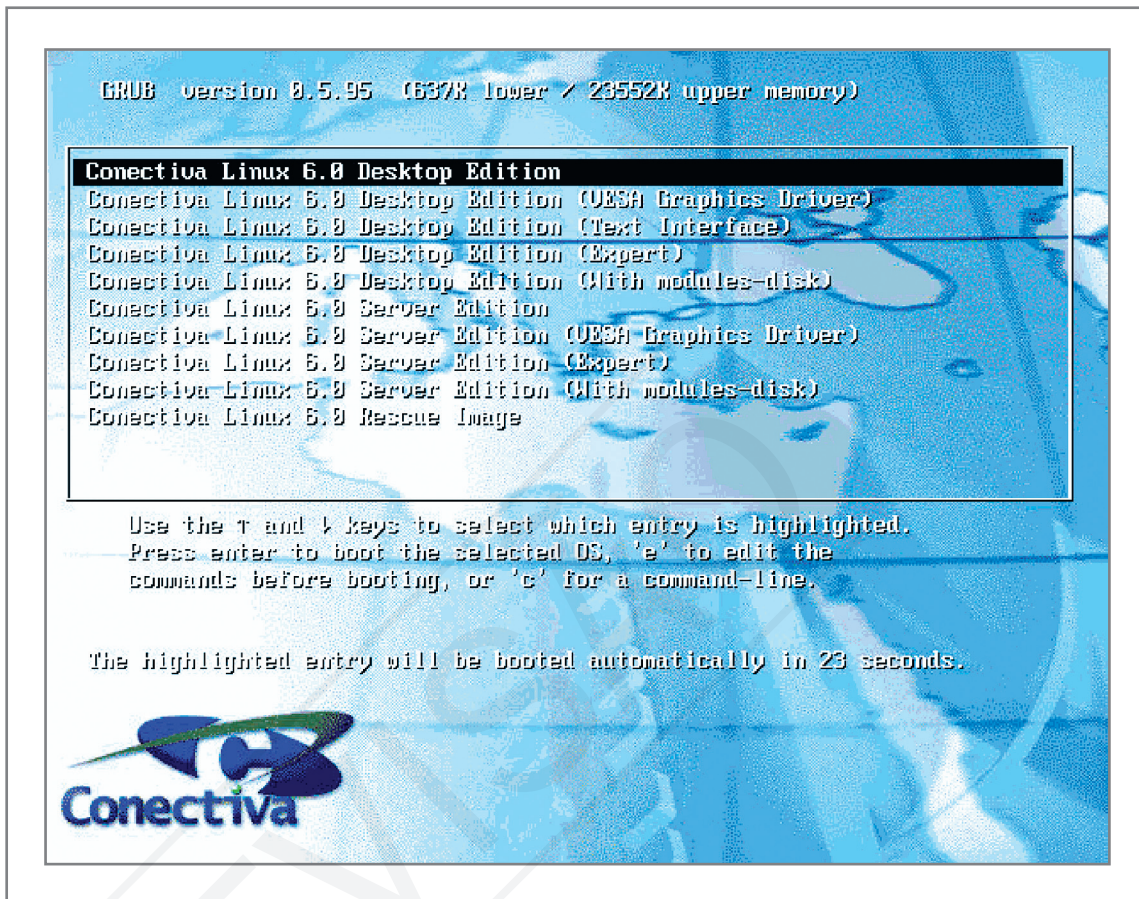 GRUB version 0.5.95 (637K lower / 23552K upper memory)
Conectiva Linux 6.0 Desktop Edition
Conectiva Linux 6.0 Desktop Edition (VESA Graphics Driver)
Conectiva Linux 6.0 Desktop Edition (Text Interface)
Conectiva Linux 6.0 Desktop Edition (Expert)
Conectiva Linux 6.0 Desktop Edition (With modules-disk)
Conectiva Linux 6.0 Server Edition
Conectiva Linux 6.0 Server Edition (VESA Graphics Driver)
Conectiva Linux 6.0 Server Edition (Expert)
Conectiva Linux 6.0 Server Edition (With modules-disk)
Conectiva Linux 6.0 Rescue Image
Use the ↑ and ↓ keys to select which entry is highlighted.
Press enter to boot the selected OS, 'e' to edit the
commands before booting, or 'c' for a command-line.
The highlighted entry will be booted automatically in 23 seconds.
Conectiva